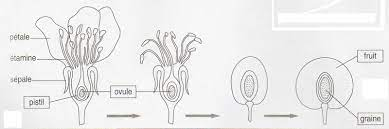 pétale
étamine
sépale
pistil
ovule
fruit
graine